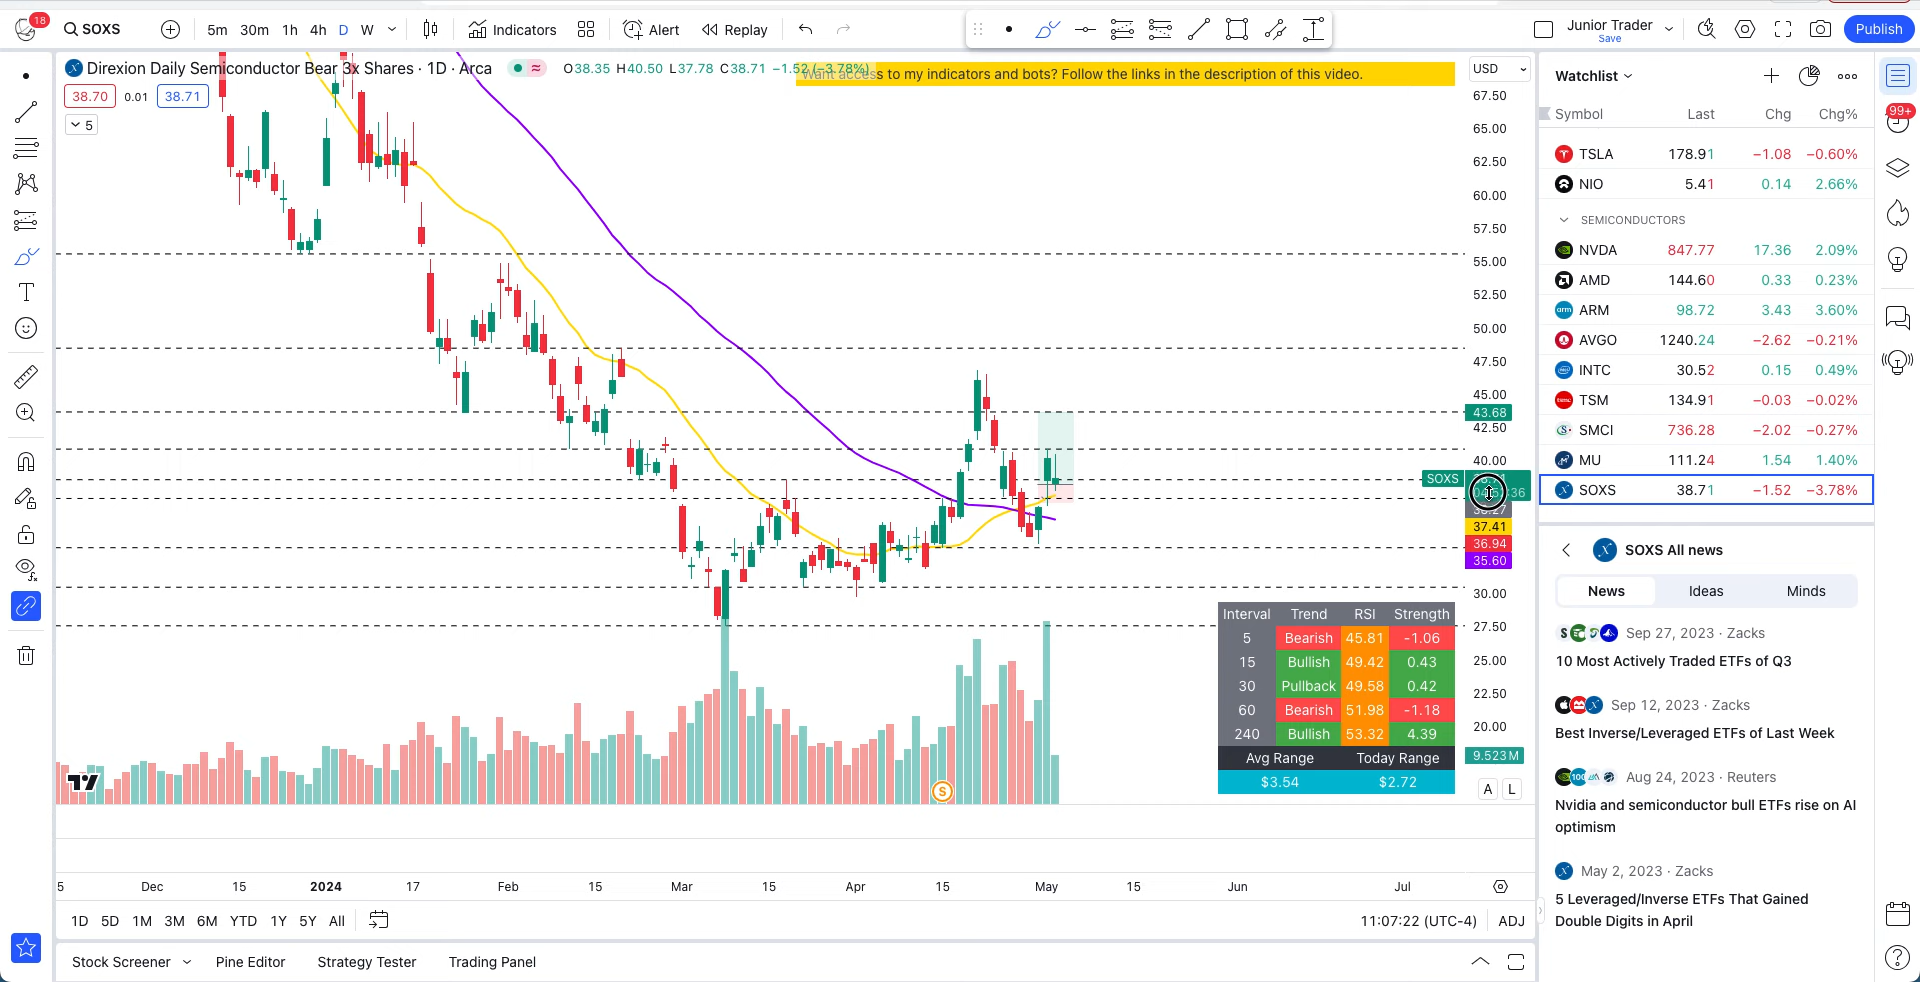 18
SOXS
5m 30m 1h 4h D W
Indicators
Alert
Replay
Junior Trader
Save
Publish
Direxion Daily Semiconductor Bear 3x Shares · 1D · Arca
O38.35 H40.50 L37.78 C38.71 −1.52 (−3.78%)
Want access to my indicators and bots? Follow the links in the description of this video.
38.70 0.01 38.71
5
USD
67.50
65.00
62.50
60.00
57.50
55.00
52.50
50.00
47.50
45.00
43.68
42.50
40.00
SOXS
37.41
36.94
35.60
30.00
27.50
25.00
22.50
20.00
9.523M
A L
Interval Trend RSI Strength
5 Bearish 45.81 −1.06
15 Bullish 49.42 0.43
30 Pullback 49.58 0.42
60 Bearish 51.98 −1.18
240 Bullish 53.32 4.39
Avg Range Today Range
$3.54 $2.72
S
5 Dec 15 2024 17 Feb 15 Mar 15 Apr 15 May 15 Jun Jul
1D 5D 1M 3M 6M YTD 1Y 5Y All
11:07:22 (UTC-4) ADJ
Stock Screener Pine Editor Strategy Tester Trading Panel
Watchlist
Symbol Last Chg Chg%
TSLA 178.91 −1.08 −0.60%
NIO 5.41 0.14 2.66%
SEMICONDUCTORS
NVDA 847.77 17.36 2.09%
AMD 144.60 0.33 0.23%
ARM 98.72 3.43 3.60%
AVGO 1240.24 −2.62 −0.21%
INTC 30.52 0.15 0.49%
TSM 134.91 −0.03 −0.02%
SMCI 736.28 −2.02 −0.27%
MU 111.24 1.54 1.40%
SOXS 38.71 −1.52 −3.78%
SOXS All news
News Ideas Minds
Sep 27, 2023 · Zacks
10 Most Actively Traded ETFs of Q3
Sep 12, 2023 · Zacks
Best Inverse/Leveraged ETFs of Last Week
Aug 24, 2023 · Reuters
Nvidia and semiconductor bull ETFs rise on AI
optimism
May 2, 2023 · Zacks
5 Leveraged/Inverse ETFs That Gained
Double Digits in April
99+